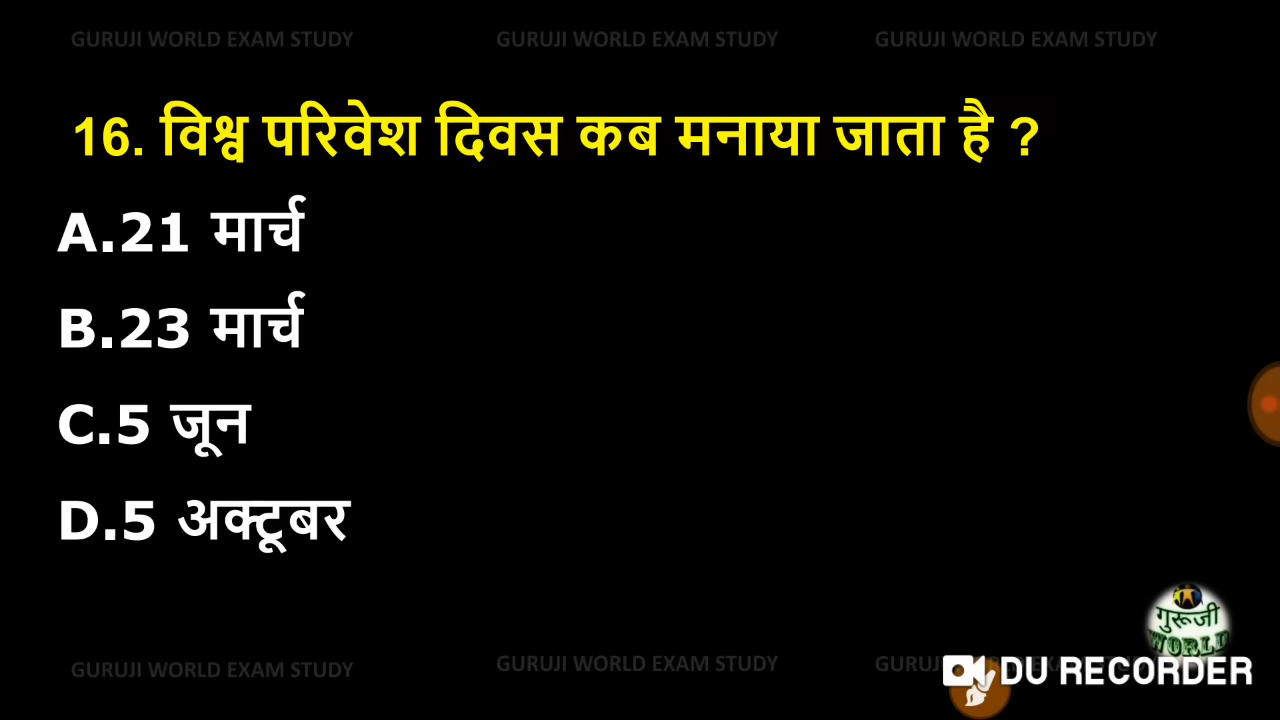 GURUJI WORLD EXAM STUDY GURUJI WORLD EXAM STUDY GURUJI WORLD EXAM STUDY
16. विश्व परिवेश दिवस कब मनाया जाता है ?
A.21 मार्च
B.23 मार्च
C.5 जून
D.5 अक्टूबर
गुरूजी
WORLD
GURUJI WORLD EXAM STUDY GURUJI WORLD EXAM STUDY GURUJI
DU RECORDER